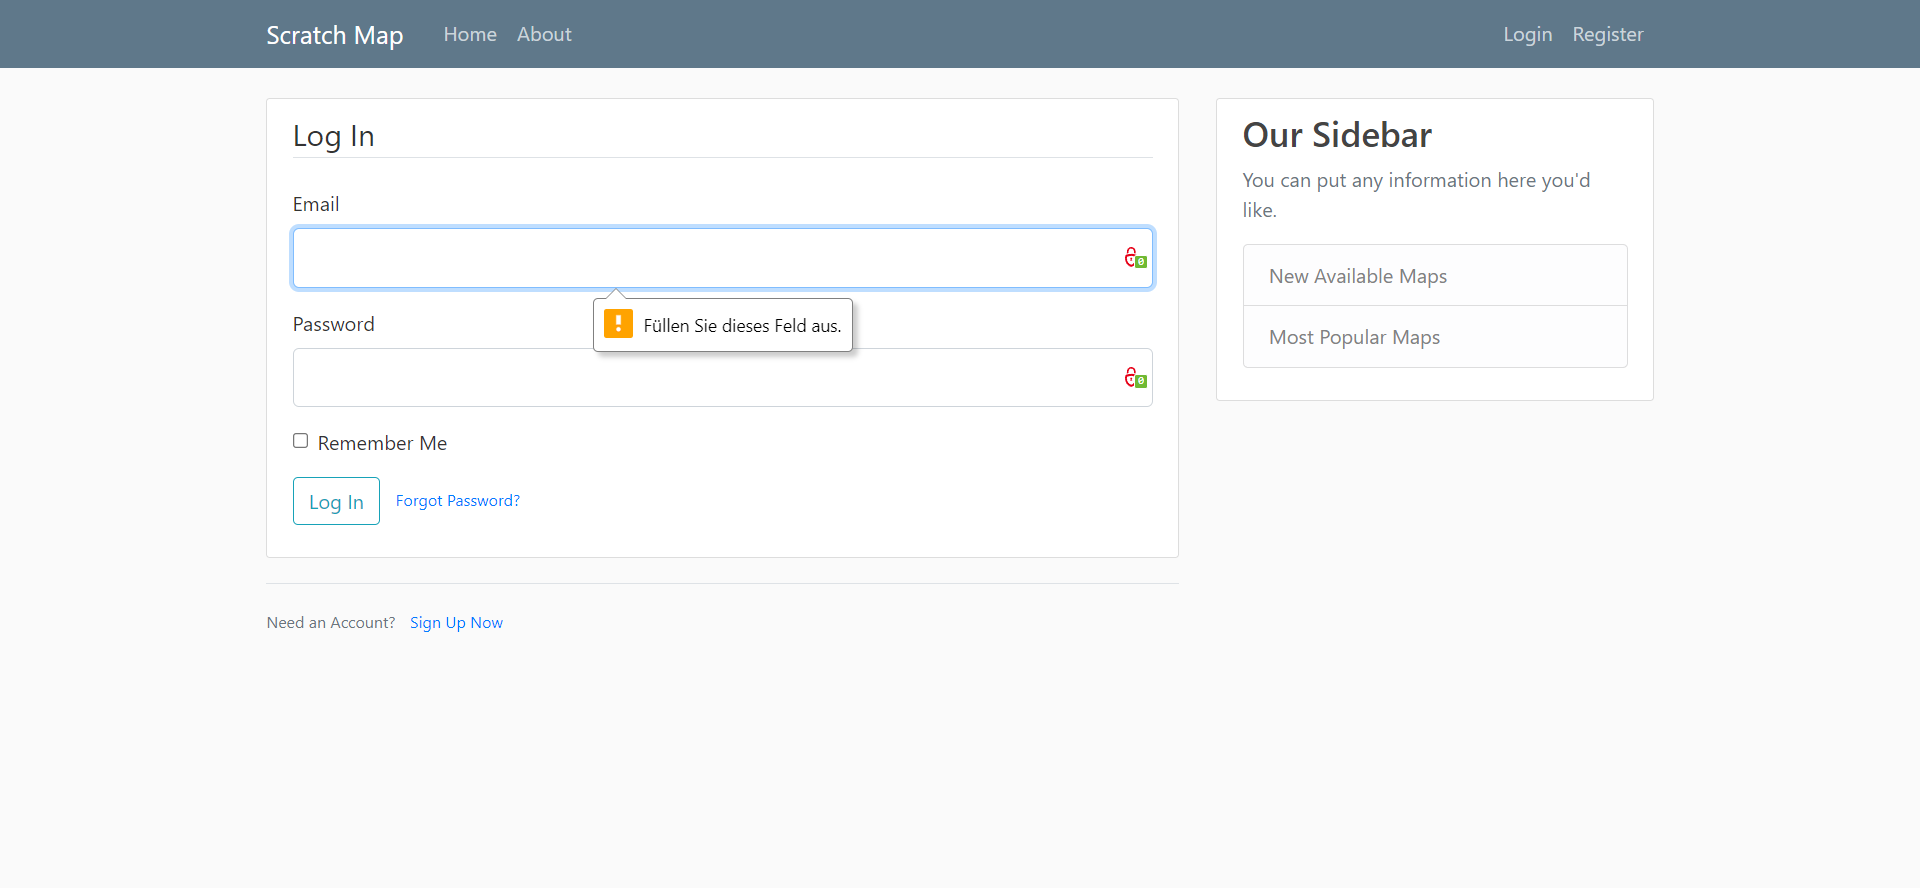 Scratch Map Home About Login Register
Log In
Email
Füllen Sie dieses Feld aus.
Password
Remember Me
Log In Forgot Password?
Need an Account? Sign Up Now
Our Sidebar
You can put any information here you'd
like.
New Available Maps
Most Popular Maps